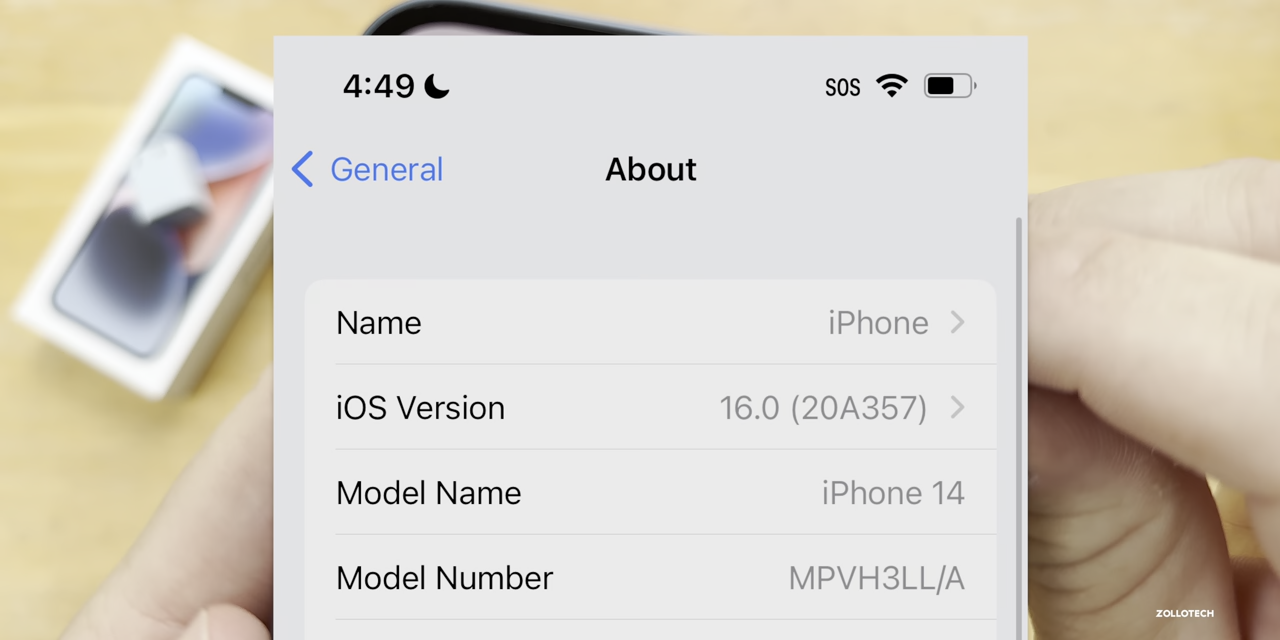 4:49 SOS
General About
Name iPhone
iOS Version 16.0 (20A357)
Model Name iPhone 14
Model Number MPVH3LL/A
ZOLLOTECH